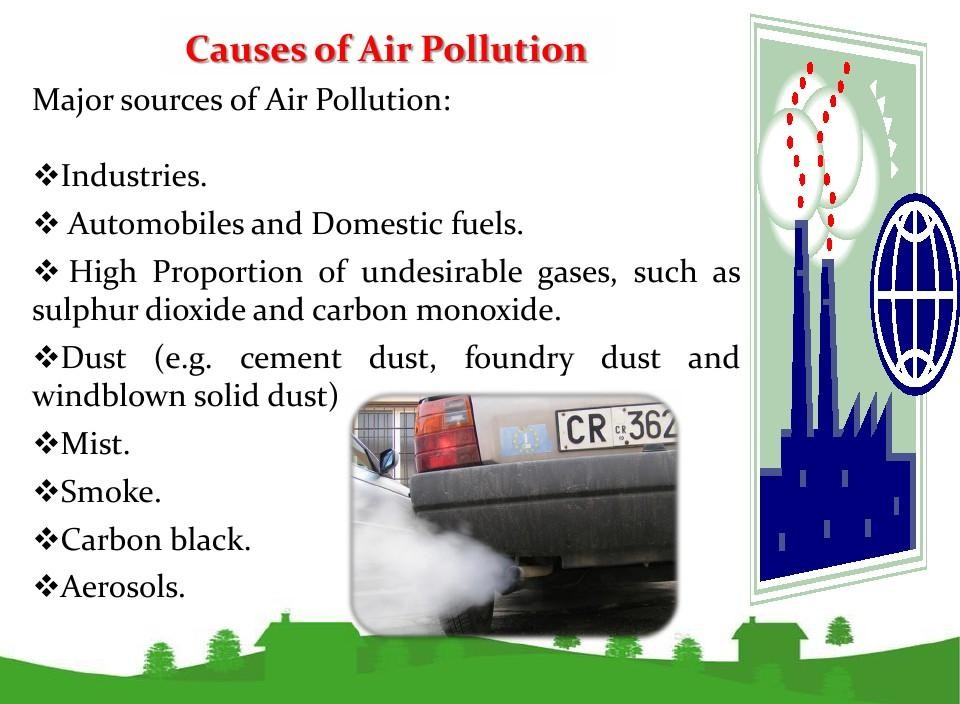 Causes of Air Pollution
Major sources of Air Pollution:
❖Industries.
❖ Automobiles and Domestic fuels.
❖ High Proportion of undesirable gases, such as
sulphur dioxide and carbon monoxide.
❖Dust (e.g. cement dust, foundry dust and
windblown solid dust)
❖Mist.
❖Smoke.
❖Carbon black.
❖Aerosols.
CR CR 362